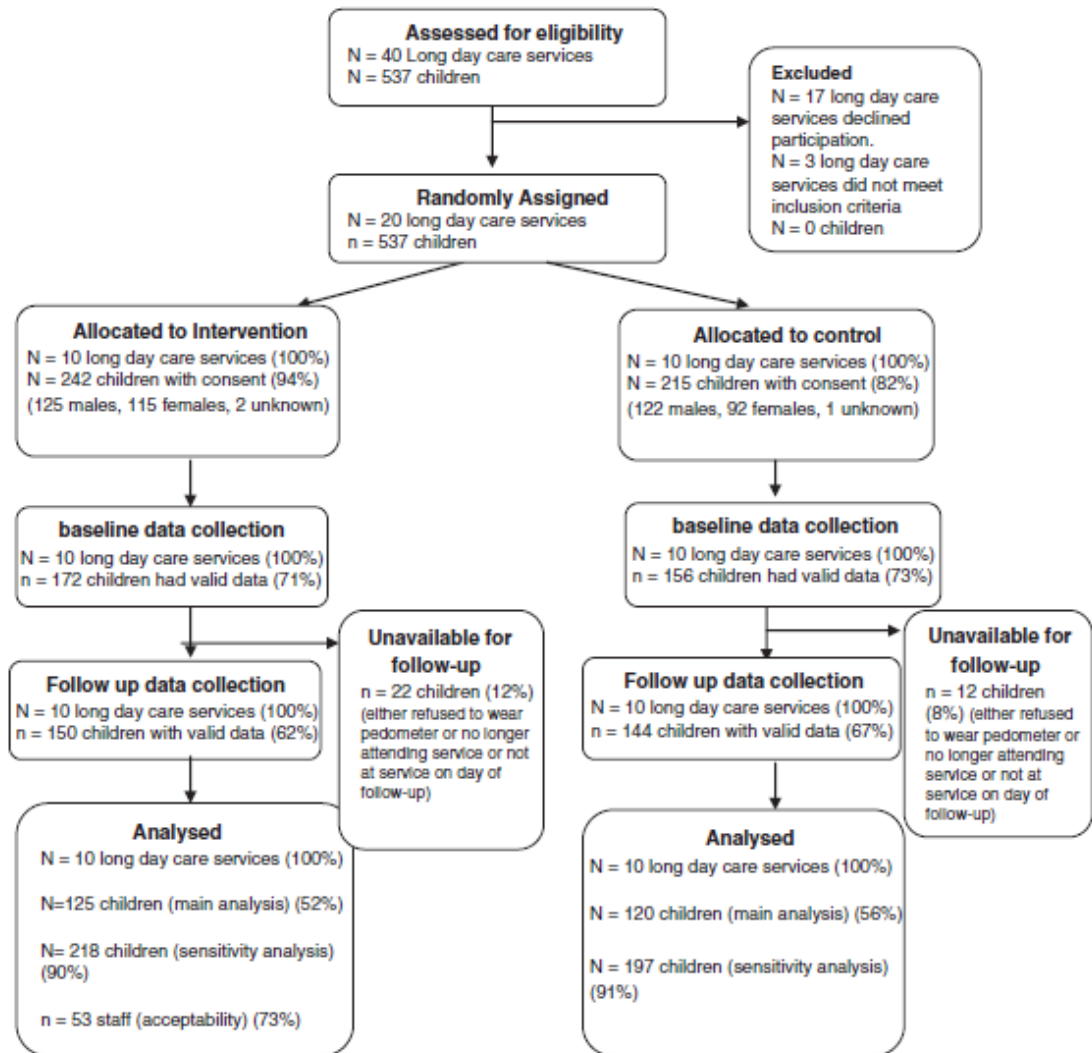 Assessed for eligibility
N = 40 Long day care services
N = 537 children
Excluded
N = 17 long day care
services declined
participation.
N = 3 long day care
services did not meet
inclusion criteria
N = 0 children
Randomly Assigned
N = 20 long day care services
n = 537 children
Allocated to Intervention
N = 10 long day care services (100%)
N = 242 children with consent (94%)
(125 males, 115 females, 2 unknown)
Allocated to control
N = 10 long day care services (100%)
N = 215 children with consent (82%)
(122 males, 92 females, 1 unknown)
baseline data collection
N = 10 long day care services (100%)
n = 172 children had valid data (71%)
baseline data collection
N = 10 long day care services (100%)
n = 156 children had valid data (73%)
Unavailable for
follow-up
n = 22 children (12%)
(either refused to wear
pedometer or no longer
attending service or not
at service on day of
follow-up)
Unavailable for
follow-up
n = 12 children
(8%) (either refused
to wear pedometer or
no longer attending
service or not at
service on day of
follow-up)
Follow up data collection
N = 10 long day care services (100%)
n = 150 children with valid data (62%)
Follow up data collection
N = 10 long day care services (100%)
n = 144 children with valid data (67%)
Analysed
N = 10 long day care services (100%)
N=125 children (main analysis) (52%)
N= 218 children (sensitivity analysis)
(90%)
n = 53 staff (acceptability) (73%)
Analysed
N = 10 long day care services (100%)
N = 120 children (main analysis) (56%)
N = 197 children (sensitivity analysis)
(91%)